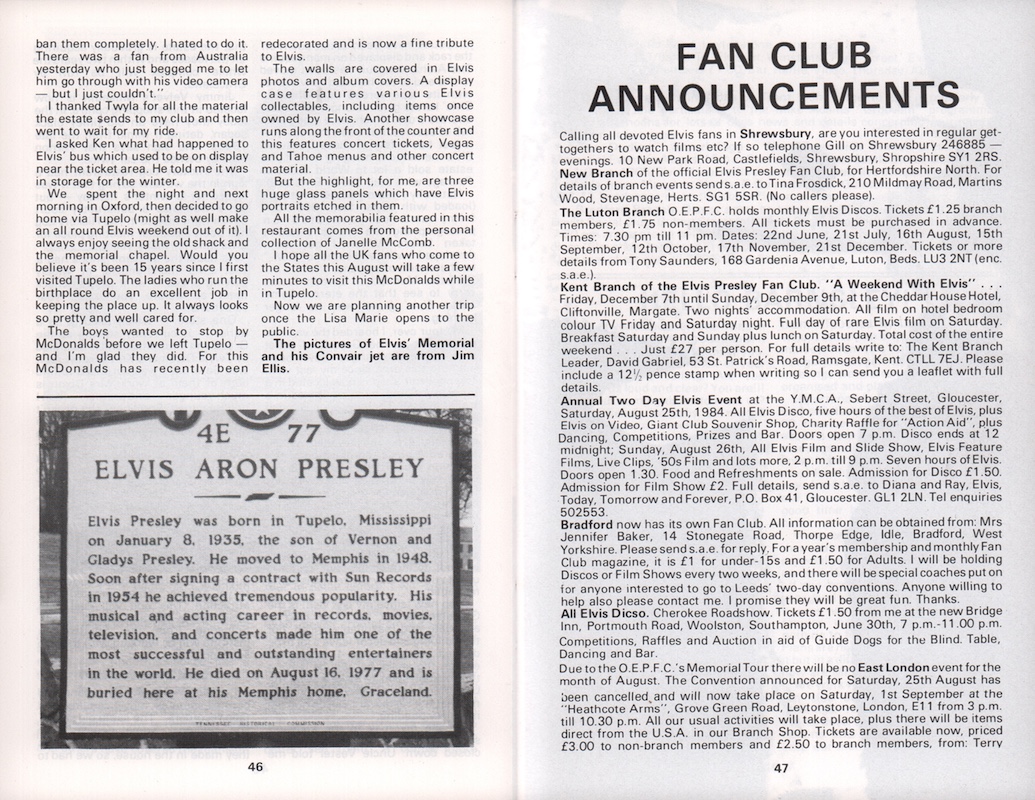 ban them completely. I hated to do it.
There was a fan from Australia
yesterday who just begged me to let
him go through with his video camera
— but I just couldn't."
I thanked Twyla for all the material
the estate sends to my club and then
went to wait for my ride.
I asked Ken what had happened to
Elvis' bus which used to be on display
near the ticket area. He told me it was
in storage for the winter.
We spent the night and next
morning in Oxford, then decided to go
home via Tupelo (might as well make
an all round Elvis weekend out of it). I
always enjoy seeing the old shack and
the memorial chapel. Would you
believe it's been 15 years since I first
visited Tupelo. The ladies who run the
birthplace do an excellent job in
keeping the place up. It always looks
so pretty and well cared for.
The boys wanted to stop by
McDonalds before we left Tupelo —
and I'm glad they did. For this
McDonalds has recently been
redecorated and is now a fine tribute
to Elvis.
The walls are covered in Elvis
photos and album covers. A display
case features various Elvis
collectables, including items once
owned by Elvis. Another showcase
runs along the front of the counter and
this features concert tickets, Vegas
and Tahoe menus and other concert
material.
But the highlight, for me, are three
huge glass panels which have Elvis
portraits etched in them.
All the memorabilia featured in this
restaurant comes from the personal
collection of Janelle McComb.
I hope all the UK fans who come to
the States this August will take a few
minutes to visit this McDonalds while
in Tupelo.
Now we are planning another trip
once the Lisa Marie opens to the
public.
The pictures of Elvis' Memorial
and his Convair jet are from Jim
Ellis.
4E 77
ELVIS ARON PRESLEY
Elvis Presley was born in Tupelo, Mississippi
on January 8, 1935, the son of Vernon and
Gladys Presley. He moved to Memphis in 1948.
Soon after signing a contract with Sun Records
in 1954 he achieved tremendous popularity. His
musical and acting career in records, movies,
television, and concerts made him one of the
most successful and outstanding entertainers
in the world. He died on August 16, 1977 and is
buried here at his Memphis home, Graceland.
TENNESSEE HISTORICAL COMMISSION
46
FAN CLUB
ANNOUNCEMENTS
Calling all devoted Elvis fans in Shrewsbury, are you interested in regular get-
togethers to watch films etc? If so telephone Gill on Shrewsbury 246885 —
evenings. 10 New Park Road, Castlefields, Shrewsbury, Shropshire SY1 2RS.
New Branch of the official Elvis Presley Fan Club, for Hertfordshire North. For
details of branch events send s.a.e. to Tina Frosdick, 210 Mildmay Road, Martins
Wood, Stevenage, Herts. SG1 5SR. (No callers please).
The Luton Branch O.E.P.F.C. holds monthly Elvis Discos. Tickets £1.25 branch
members, £1.75 non-members. All tickets must be purchased in advance.
Times: 7.30 pm till 11 pm. Dates: 22nd June, 21st July, 16th August, 15th
September, 12th October, 17th November, 21st December. Tickets or more
details from Tony Saunders, 168 Gardenia Avenue, Luton, Beds. LU3 2NT (enc.
s.a.e.).
Kent Branch of the Elvis Presley Fan Club. "A Weekend With Elvis" . . .
Friday, December 7th until Sunday, December 9th, at the Cheddar House Hotel,
Cliftonville, Margate. Two nights' accommodation. All film on hotel bedroom
colour TV Friday and Saturday night. Full day of rare Elvis film on Saturday.
Breakfast Saturday and Sunday plus lunch on Saturday. Total cost of the entire
weekend . . . Just £27 per person. For full details write to: The Kent Branch
Leader, David Gabriel, 53 St. Patrick's Road, Ramsgate, Kent. CTLL 7EJ. Please
include a 12½ pence stamp when writing so I can send you a leaflet with full
details.
Annual Two Day Elvis Event at the Y.M.C.A., Sebert Street, Gloucester,
Saturday, August 25th, 1984. All Elvis Disco, five hours of the best of Elvis, plus
Elvis on Video, Giant Club Souvenir Shop, Charity Raffle for "Action Aid", plus
Dancing, Competitions, Prizes and Bar. Doors open 7 p.m. Disco ends at 12
midnight; Sunday, August 26th, All Elvis Film and Slide Show, Elvis Feature
Films, Live Clips, '50s Film and lots more, 2 p.m. till 9 p.m. Seven hours of Elvis.
Doors open 1.30. Food and Refreshments on sale. Admission for Disco £1.50.
Admission for Film Show £2. Full details, send s.a.e. to Diana and Ray, Elvis,
Today, Tomorrow and Forever, P.O. Box 41, Gloucester. GL1 2LN. Tel enquiries
502553.
Bradford now has its own Fan Club. All information can be obtained from: Mrs
Jennifer Baker, 14 Stonegate Road, Thorpe Edge, Idle, Bradford, West
Yorkshire. Please send s.a.e. for reply. For a year's membership and monthly Fan
Club magazine, it is £1 for under-15s and £1.50 for Adults. I will be holding
Discos or Film Shows every two weeks, and there will be special coaches put on
for anyone interested to go to Leeds' two-day conventions. Anyone willing to
help also please contact me. I promise they will be great fun. Thanks.
All Elvis Dicso. Cherokee Roadshow. Tickets £1.50 from me at the new Bridge
Inn, Portmouth Road, Woolston, Southampton, June 30th, 7 p.m.-11.00 p.m.
Competitions, Raffles and Auction in aid of Guide Dogs for the Blind. Table,
Dancing and Bar.
Due to the O.E.P.F.C.'s Memorial Tour there will be no East London event for the
month of August. The Convention announced for Saturday, 25th August has
been cancelled and will now take place on Saturday, 1st September at the
"Heathcote Arms", Grove Green Road, Leytonstone, London, E11 from 3 p.m.
till 10.30 p.m. All our usual activities will take place, plus there will be items
direct from the U.S.A. in our Branch Shop. Tickets are available now, priced
£3.00 to non-branch members and £2.50 to branch members, from: Terry
47